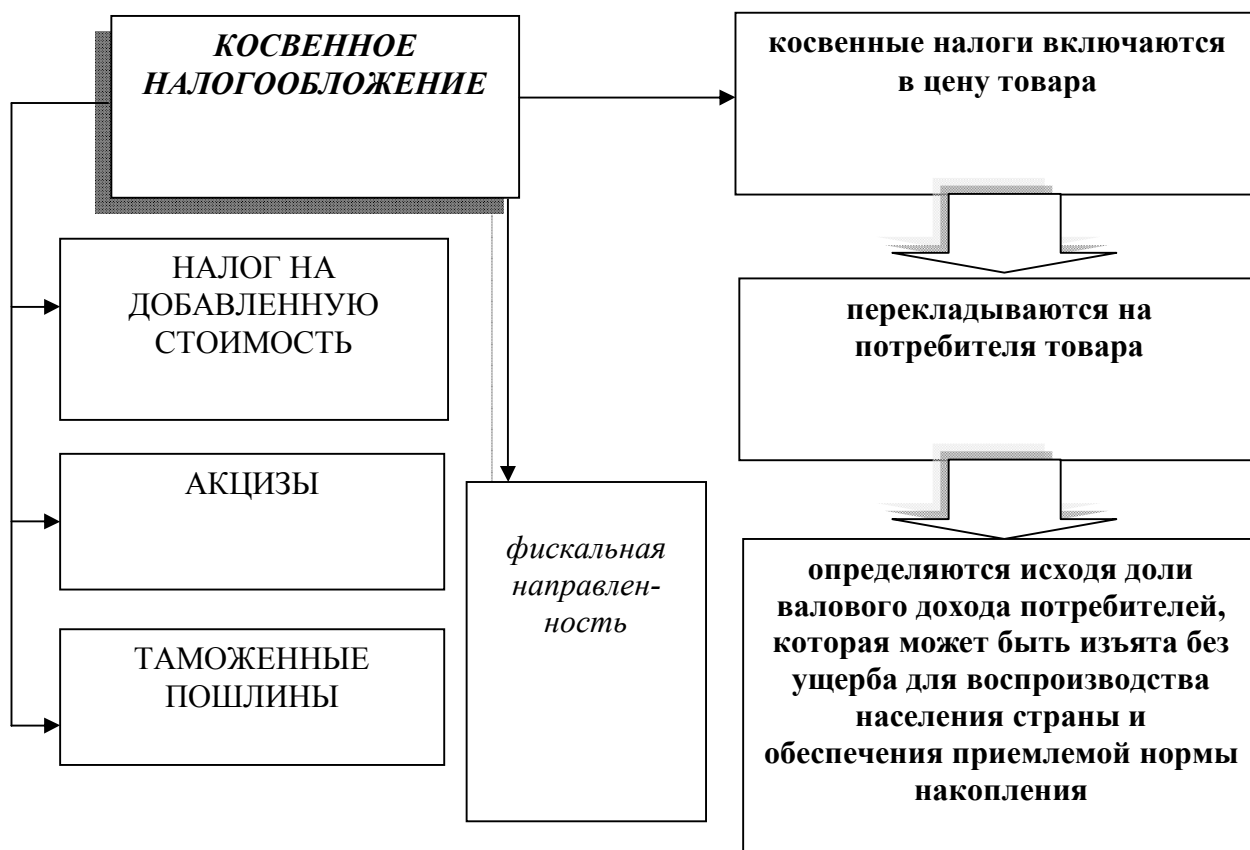 КОСВЕННОЕ
НАЛОГООБЛОЖЕНИЕ
косвенные налоги включаются
в цену товара
НАЛОГ НА
ДОБАВЛЕННУЮ
СТОИМОСТЬ
перекладываются на
потребителя товара
АКЦИЗЫ
фискальная
направлен-
ность
ТАМОЖЕННЫЕ
ПОШЛИНЫ
определяются исходя доли
валового дохода потребителей,
которая может быть изъята без
ущерба для воспроизводства
населения страны и
обеспечения приемлемой нормы
накопления